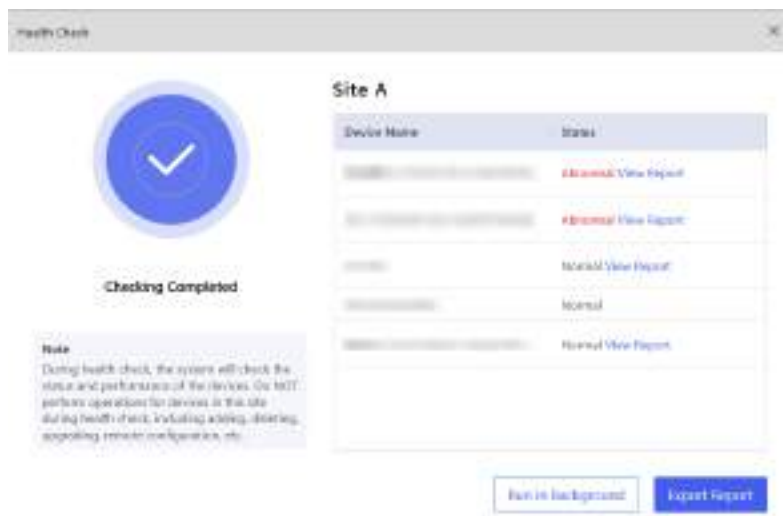 Health Check
Site A
Device Name Status
Abnormal View Report
Abnormal View Report
Normal View Report
Normal
Normal View Report
Checking Completed
Note
During health check, the system will check the
status and performance of the devices. Do NOT
perform operations for devices in this site
during health check, including adding, deleting,
upgrading, remote configuration, etc.
Run in Background Export Report